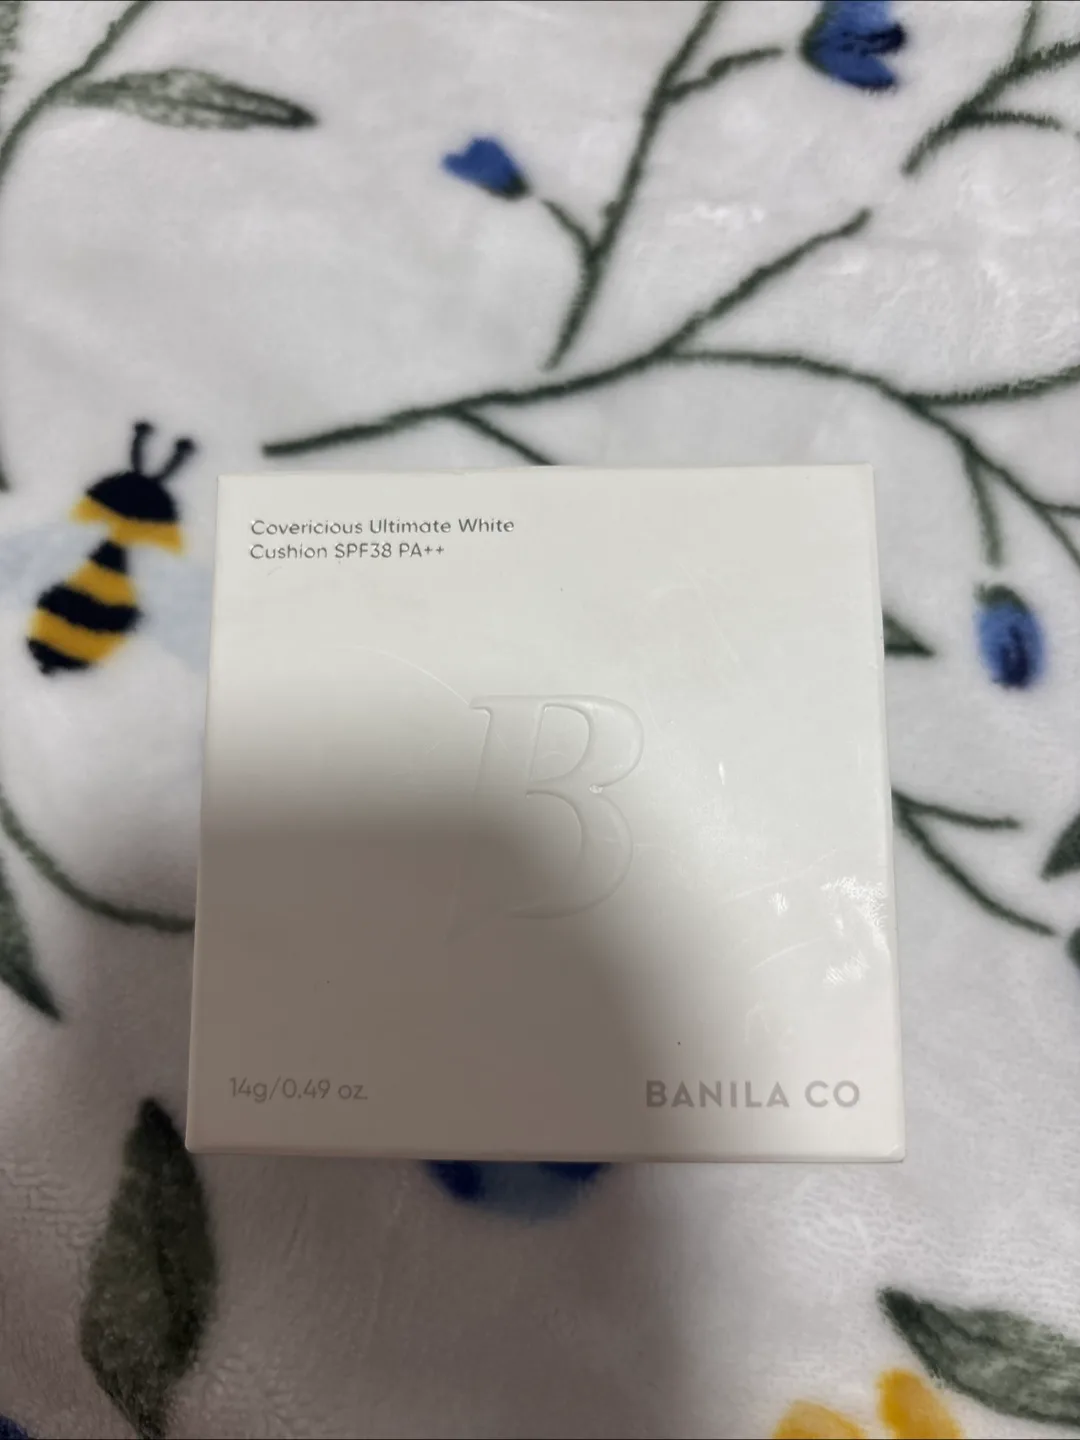 Covericious Ultimate White
Cushion SPF38 PA++
B
14g/0.49 oz.
BANILA CO